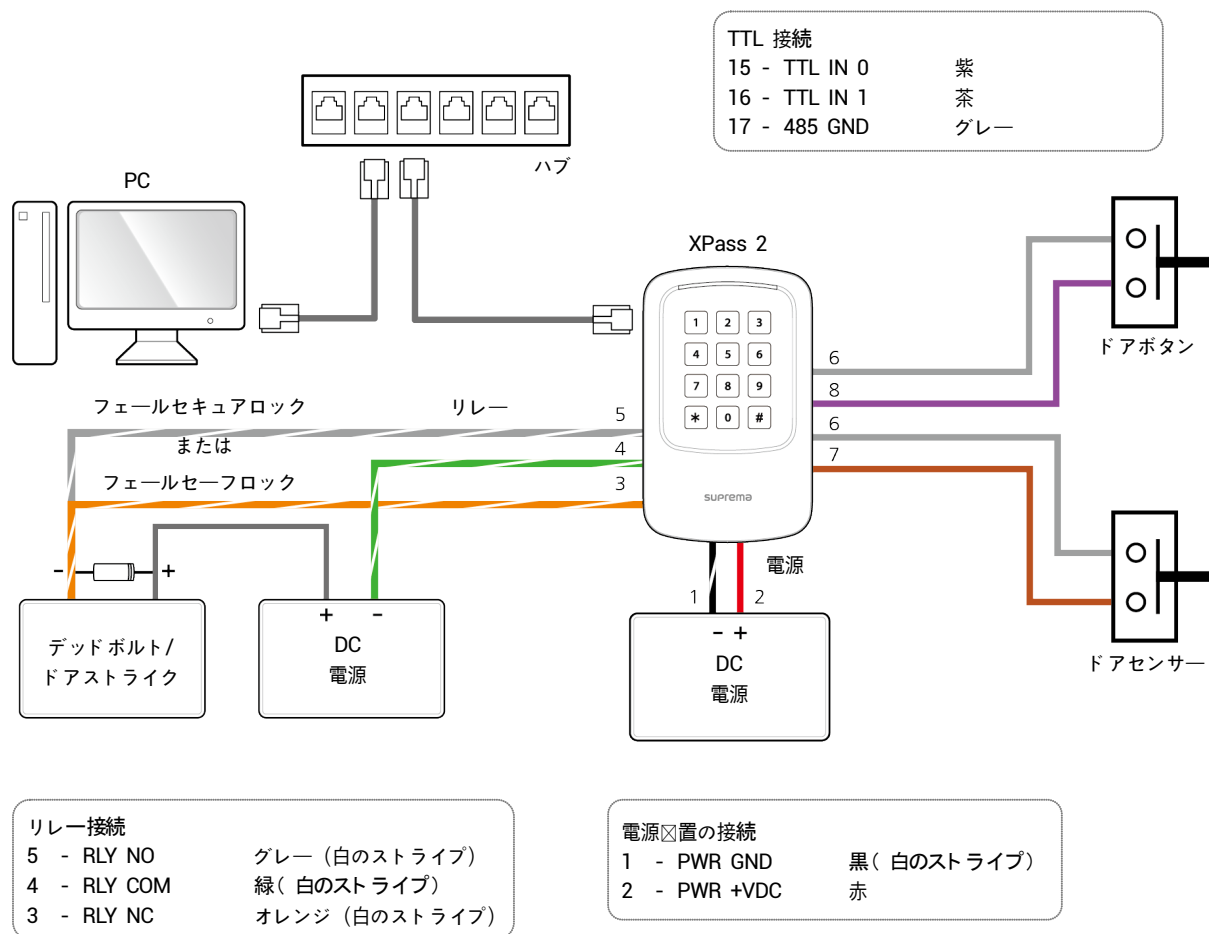 TTL 接続
15 - TTL IN 0 紫
16 - TTL IN 1 茶
17 - 485 GND グレー
ハブ
PC
XPass 2
1 2 3
4 5 6
7 8 9
* 0 #
suprema
6
8
6
7
ドアボタン
ドアセンサー
フェールセキュアロック
リレー
5
または
4
フェールセーフロック
3
電源
1 2
- +
DC
電源
- +
デッドボルト/
ドアストライク
+ -
DC
電源
リレー接続
5 - RLY NO グレー (白のストライプ)
4 - RLY COM 緑( 白のストライプ)
3 - RLY NC オレンジ (白のストライプ)
電源☒置の接続
1 - PWR GND 黒( 白のストライプ)
2 - PWR +VDC 赤